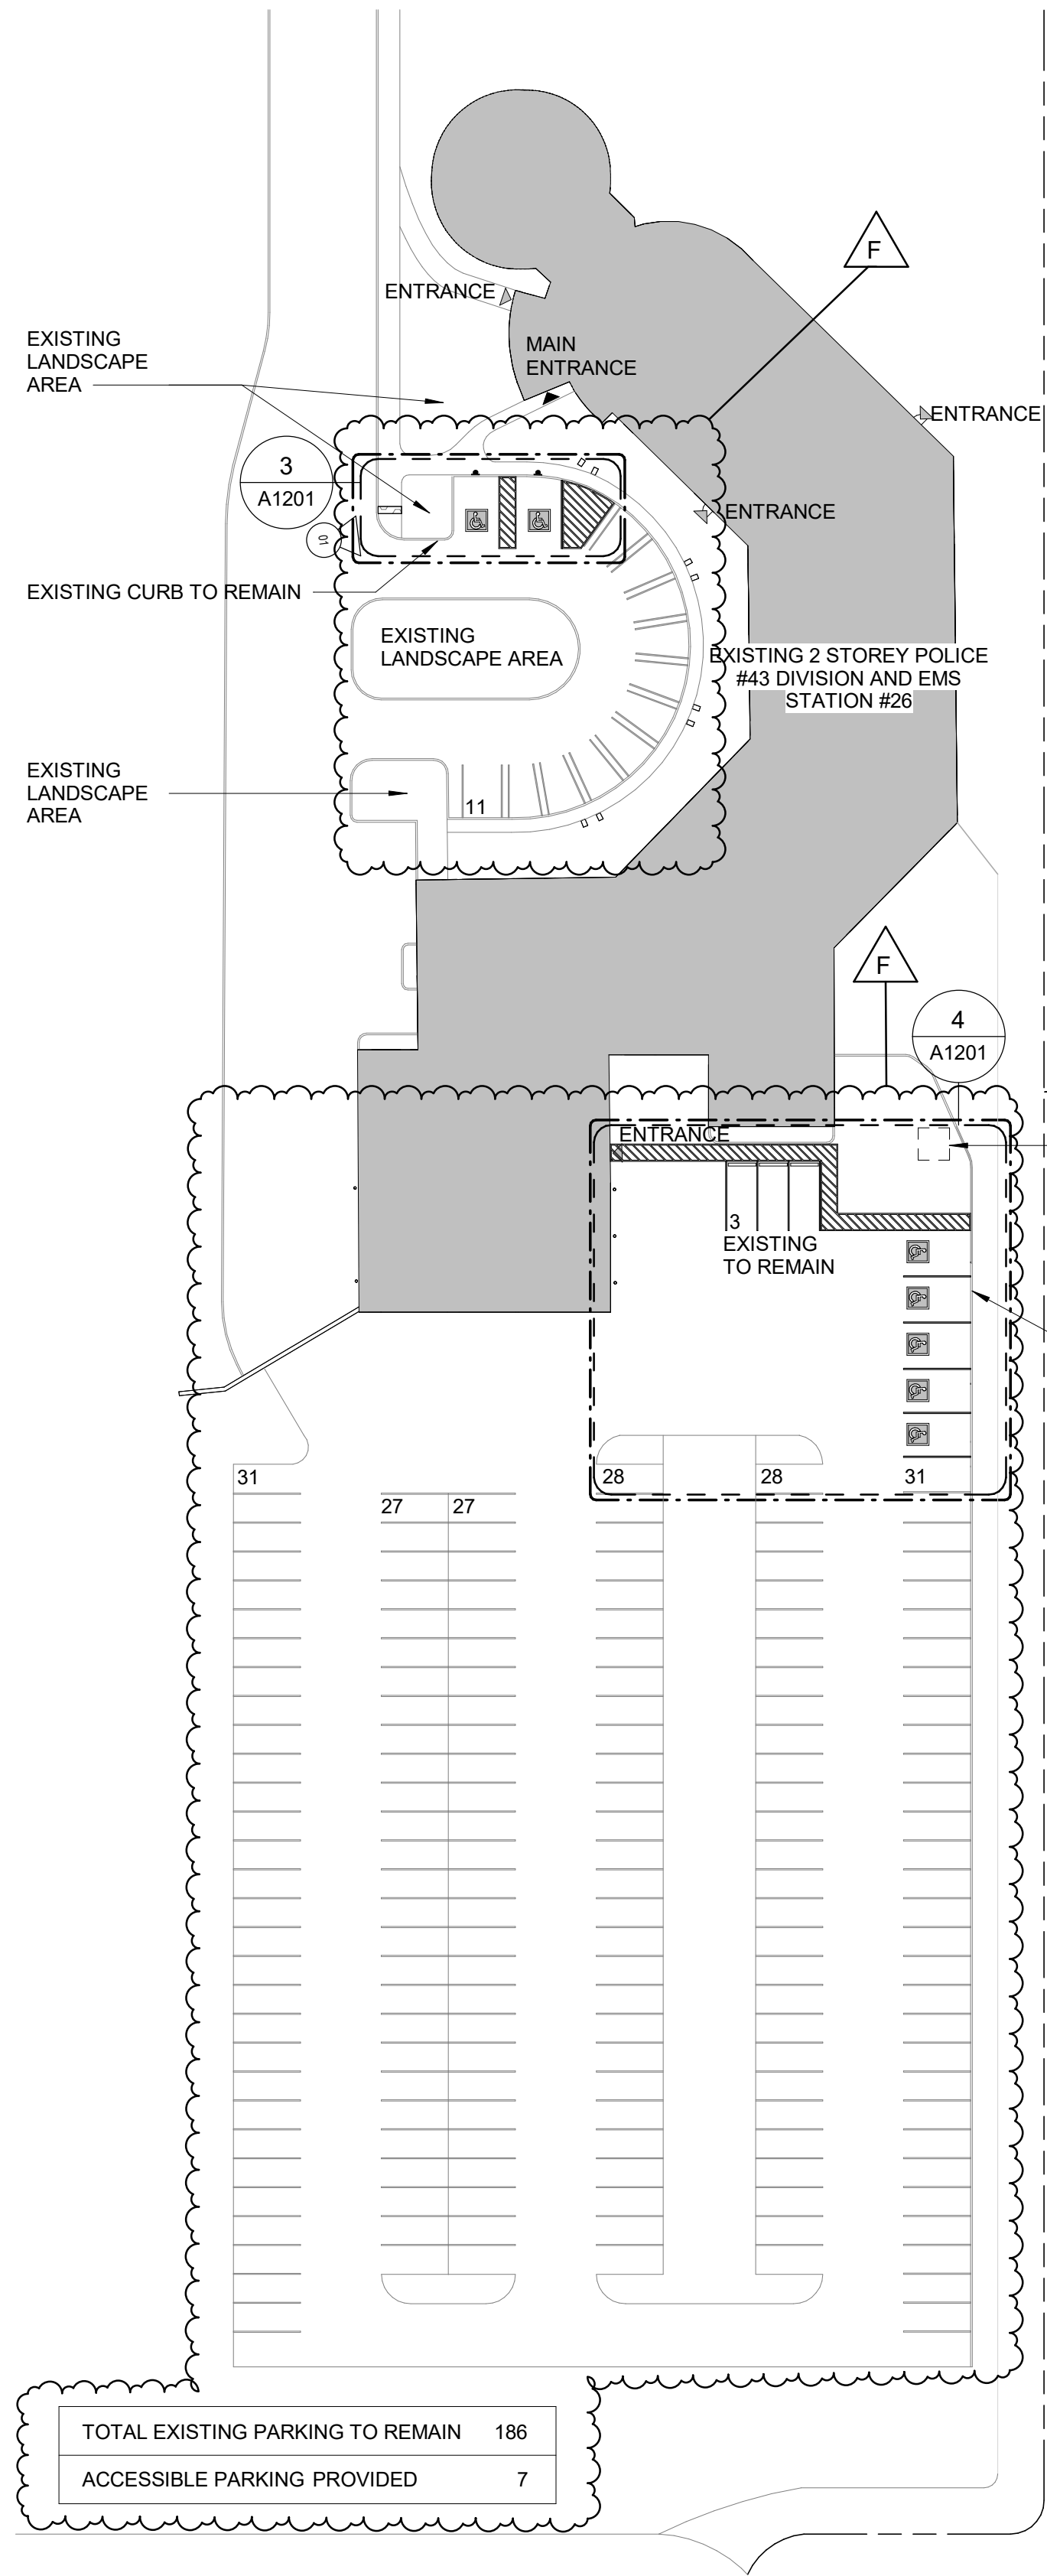 F
ENTRANCE
EXISTING
LANDSCAPE
AREA
MAIN
ENTRANCE
ENTRANCE
3
A1201
ENTRANCE
01
EXISTING CURB TO REMAIN
EXISTING
LANDSCAPE AREA
EXISTING 2 STOREY POLICE
#43 DIVISION AND EMS
STATION #26
EXISTING
LANDSCAPE
AREA
11
F
4
A1201
ENTRANCE
3
EXISTING
TO REMAIN
31
28
28
31
27
27
TOTAL EXISTING PARKING TO REMAIN 186
ACCESSIBLE PARKING PROVIDED 7